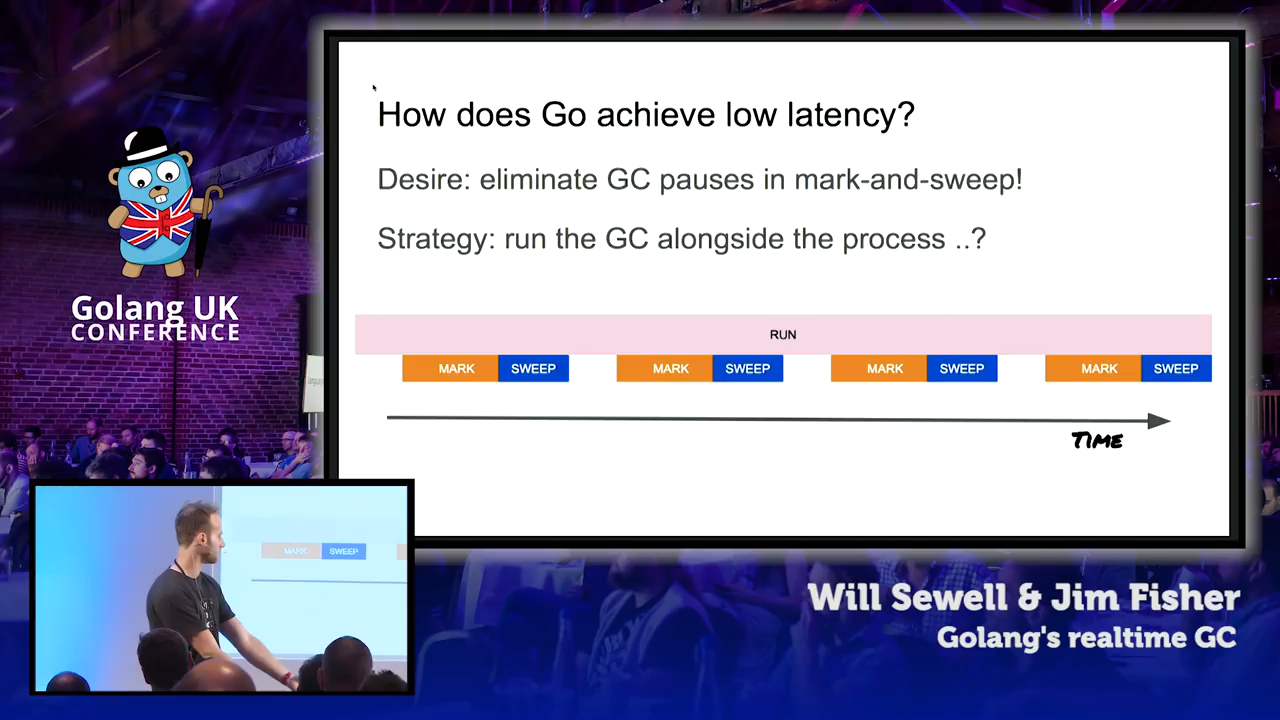 How does Go achieve low latency?
Desire: eliminate GC pauses in mark-and-sweep!
Strategy: run the GC alongside the process ..?
RUN
MARK SWEEP MARK SWEEP MARK SWEEP MARK SWEEP
TIME
Golang UK
CONFERENCE
MARK SWEEP
Will Sewell & Jim Fisher
Golang's realtime GC